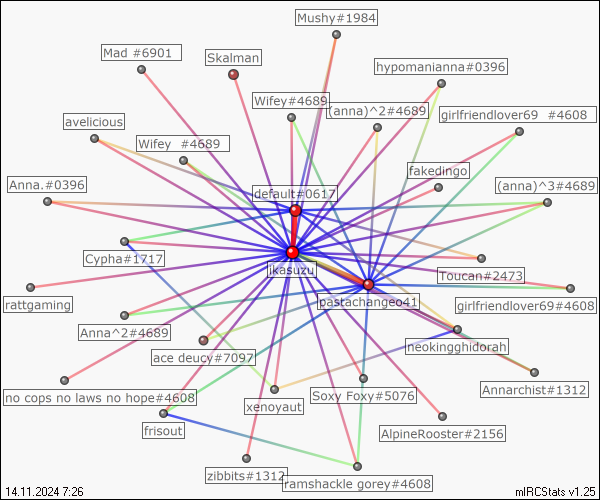 Mushy#1984
Mad #6901
Skalman
hypomanianna#0396
Wifey#4689
(anna)^2#4689
girlfriendlover69 #4608
avelicious
Wifey #4689
fakedingo
Anna.#0396
default#0617
(anna)^3#4689
Cypha#1717
jkasuzu
Toucan#2473
rattgaming
pastachangeo41
girlfriendlover69#4608
Anna^2#4689
neokingghidorah
ace deucy#7097
Annarchist#1312
no cops no laws no hope#4608
xenoyaut
Soxy Foxy#5076
frisout
AlpineRooster#2156
zibbits#1312
ramshackle gorey#4608
14.11.2024 7:26
mIRCStats v1.25